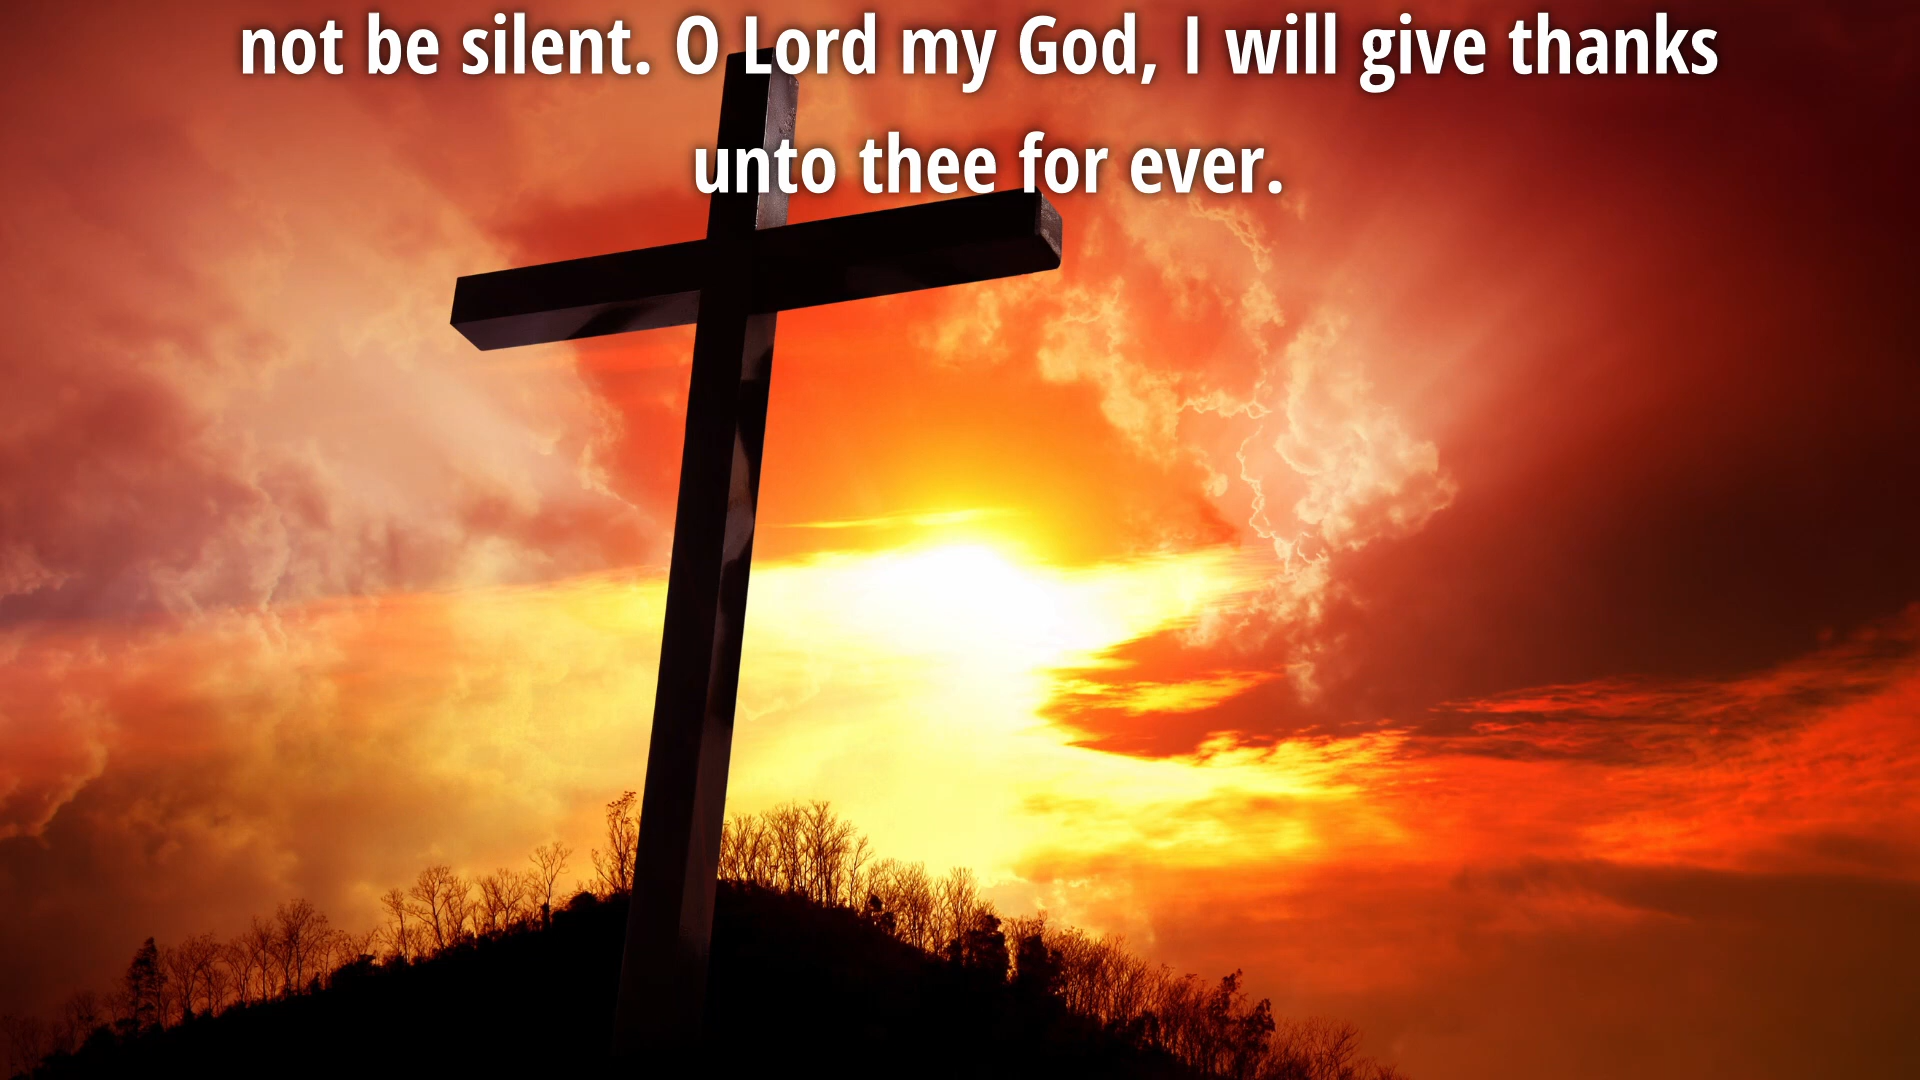 not be silent. O Lord my God, I will give thanks
unto thee for ever.